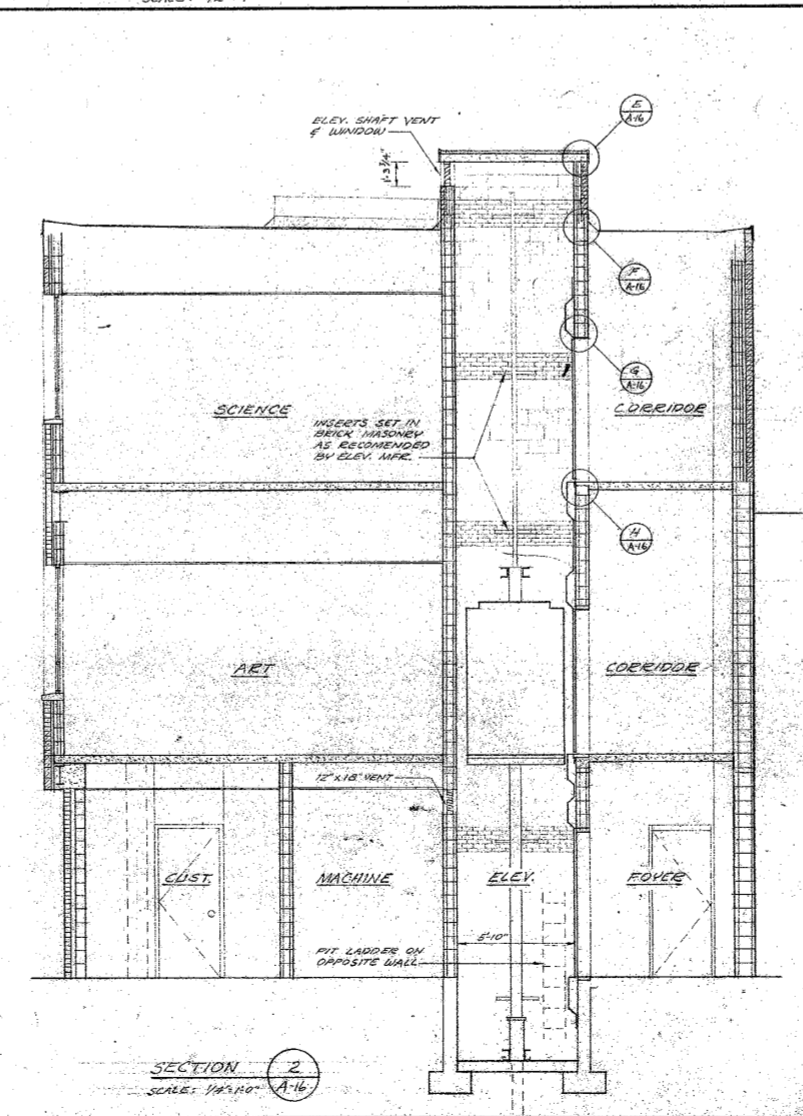 ELEV. SHAFT VENT
& WINDOW
1'-3 3/4"
E
A-16
F
A-16
G
A-16
SCIENCE
CORRIDOR
INSERTS SET IN
BRICK MASONRY
AS RECOMENDED
BY ELEV. MFR.
H
A-16
ART
CORRIDOR
12" X 18" VENT
CUST.
MACHINE
ELEV.
FOYER
5'-10"
PIT LADDER ON
OPPOSITE WALL
SECTION
2
A-16
SCALE: 1/4"=1'-0"